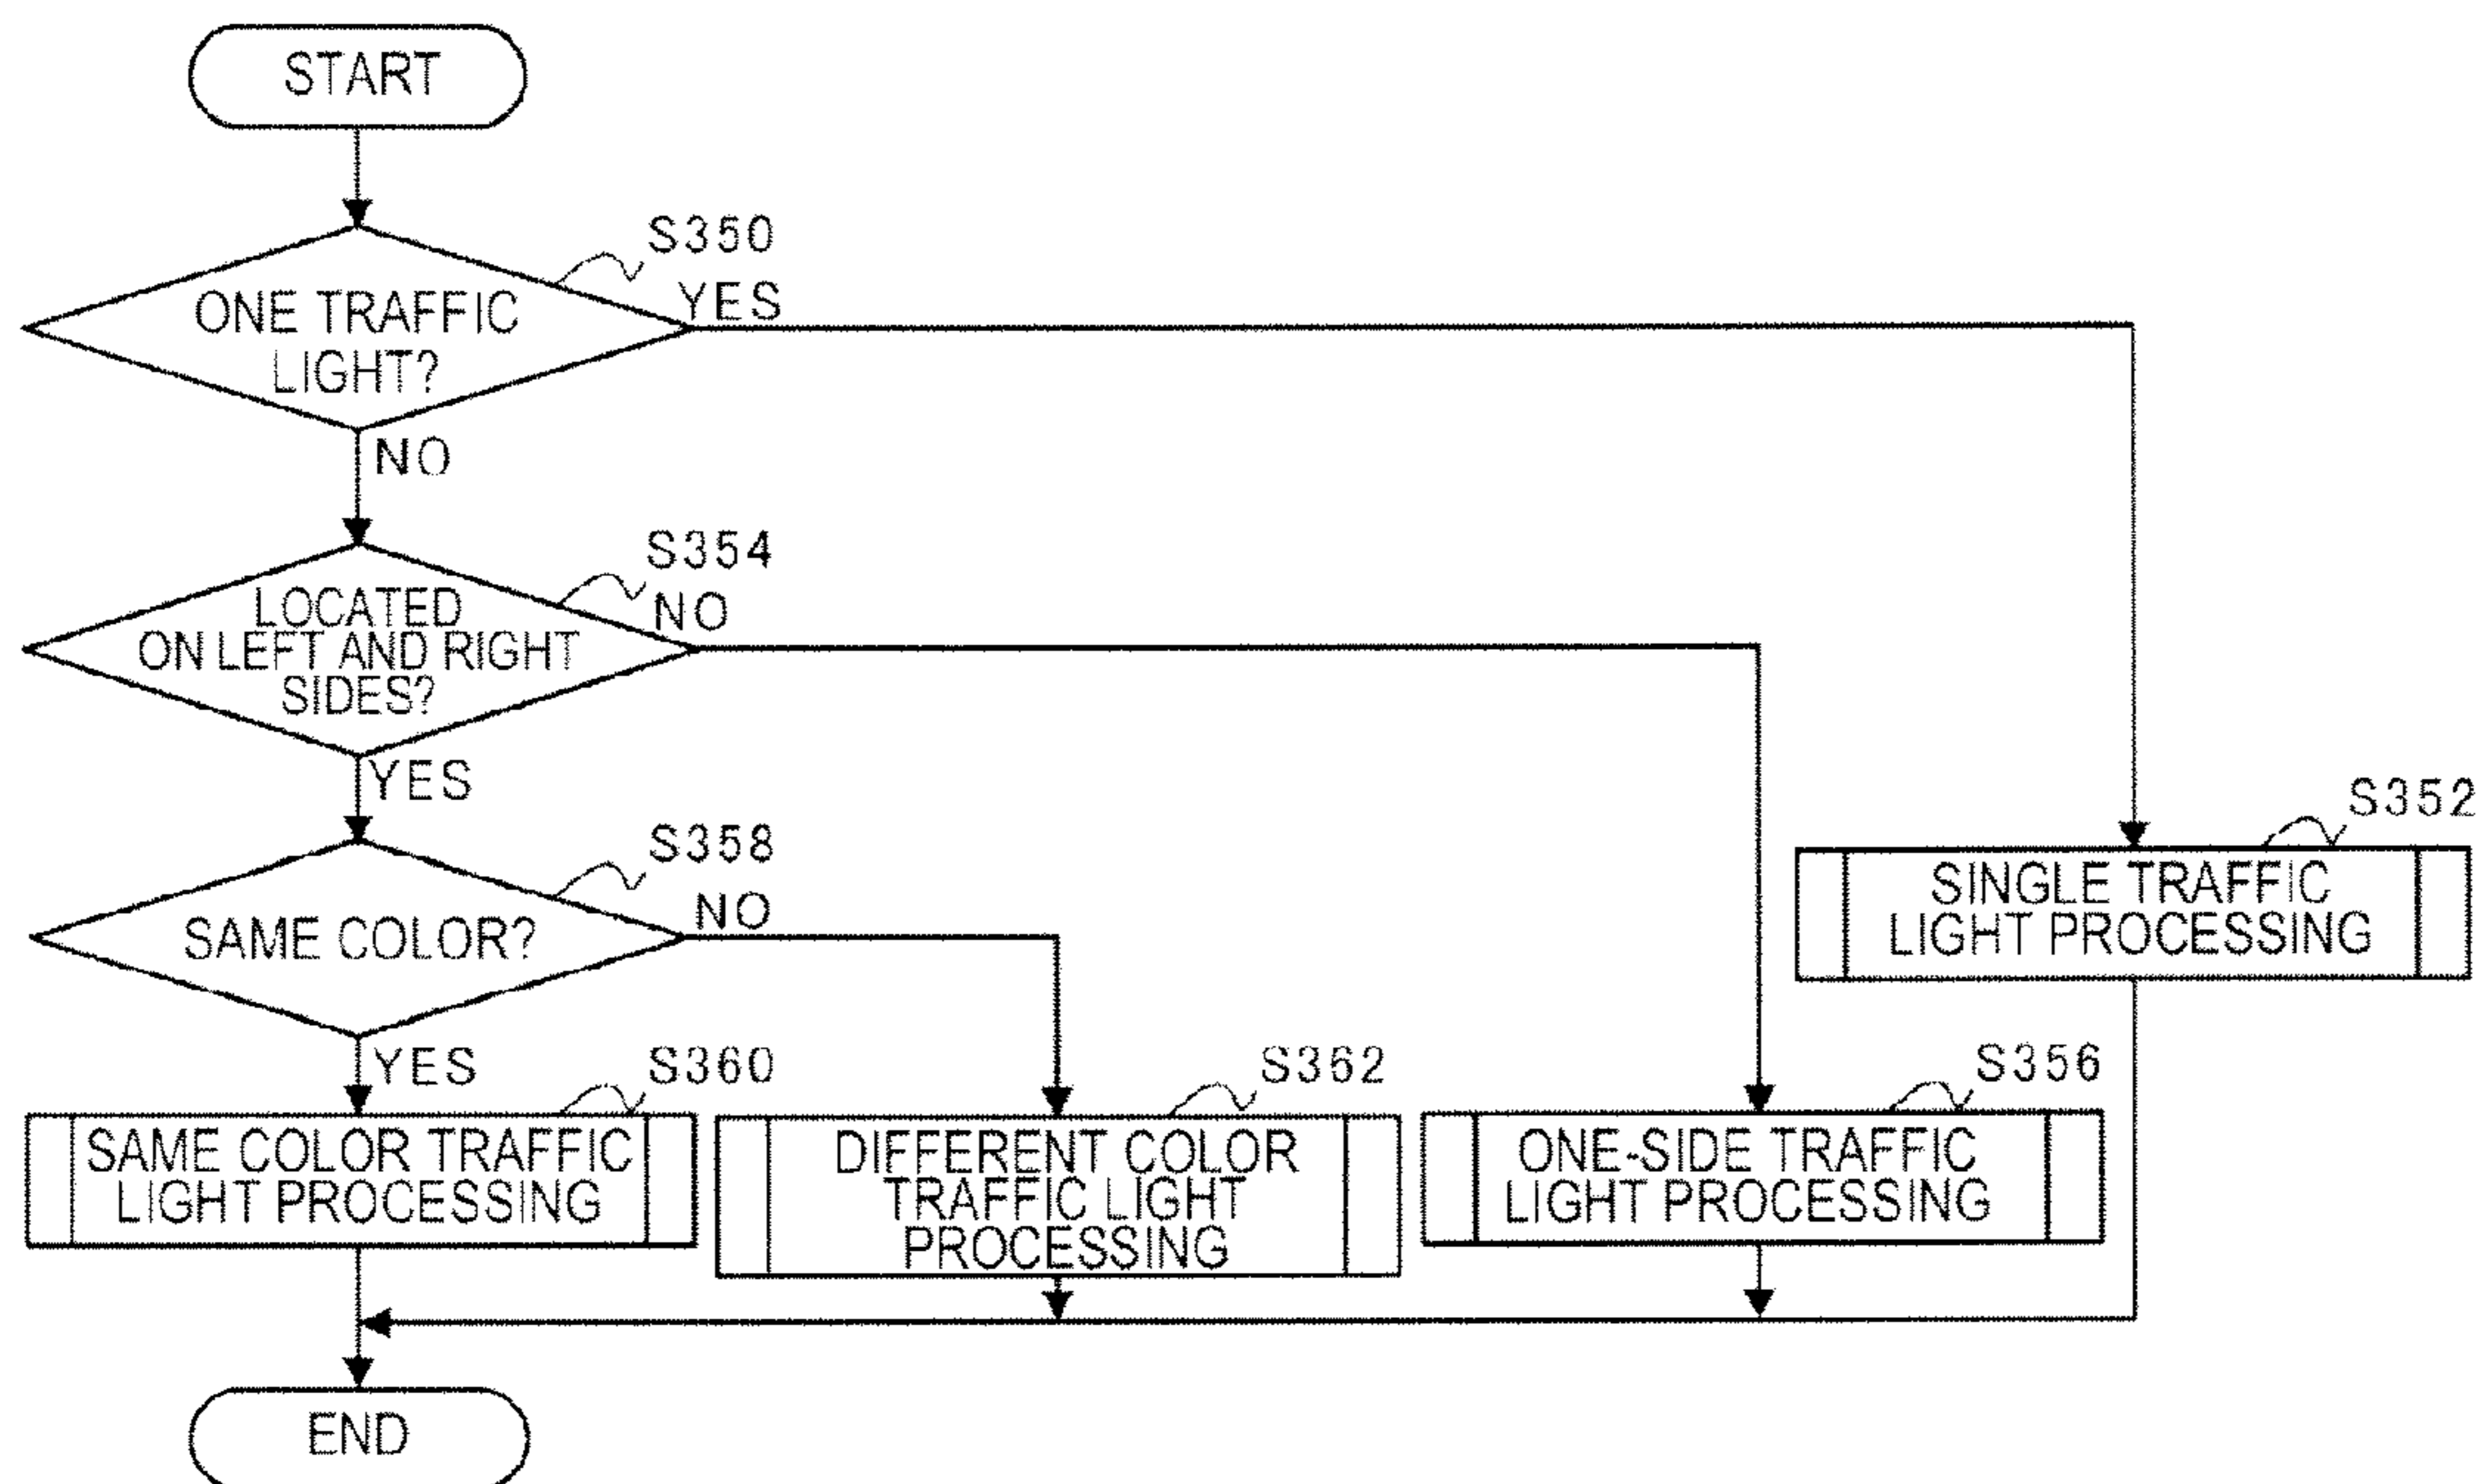 START
S350
YES
ONE TRAFFIC
LIGHT?
NO
S354
NO
LOCATED
ON LEFT AND RIGHT
SIDES?
YES
S358
NO
SAME COLOR?
YES
S352
SINGLE TRAFFIC
LIGHT PROCESSING
S360
SAME COLOR TRAFFIC
LIGHT PROCESSING
S362
DIFFERENT COLOR
TRAFFIC LIGHT
PROCESSING
S356
ONE-SIDE TRAFFIC
LIGHT PROCESSING
END